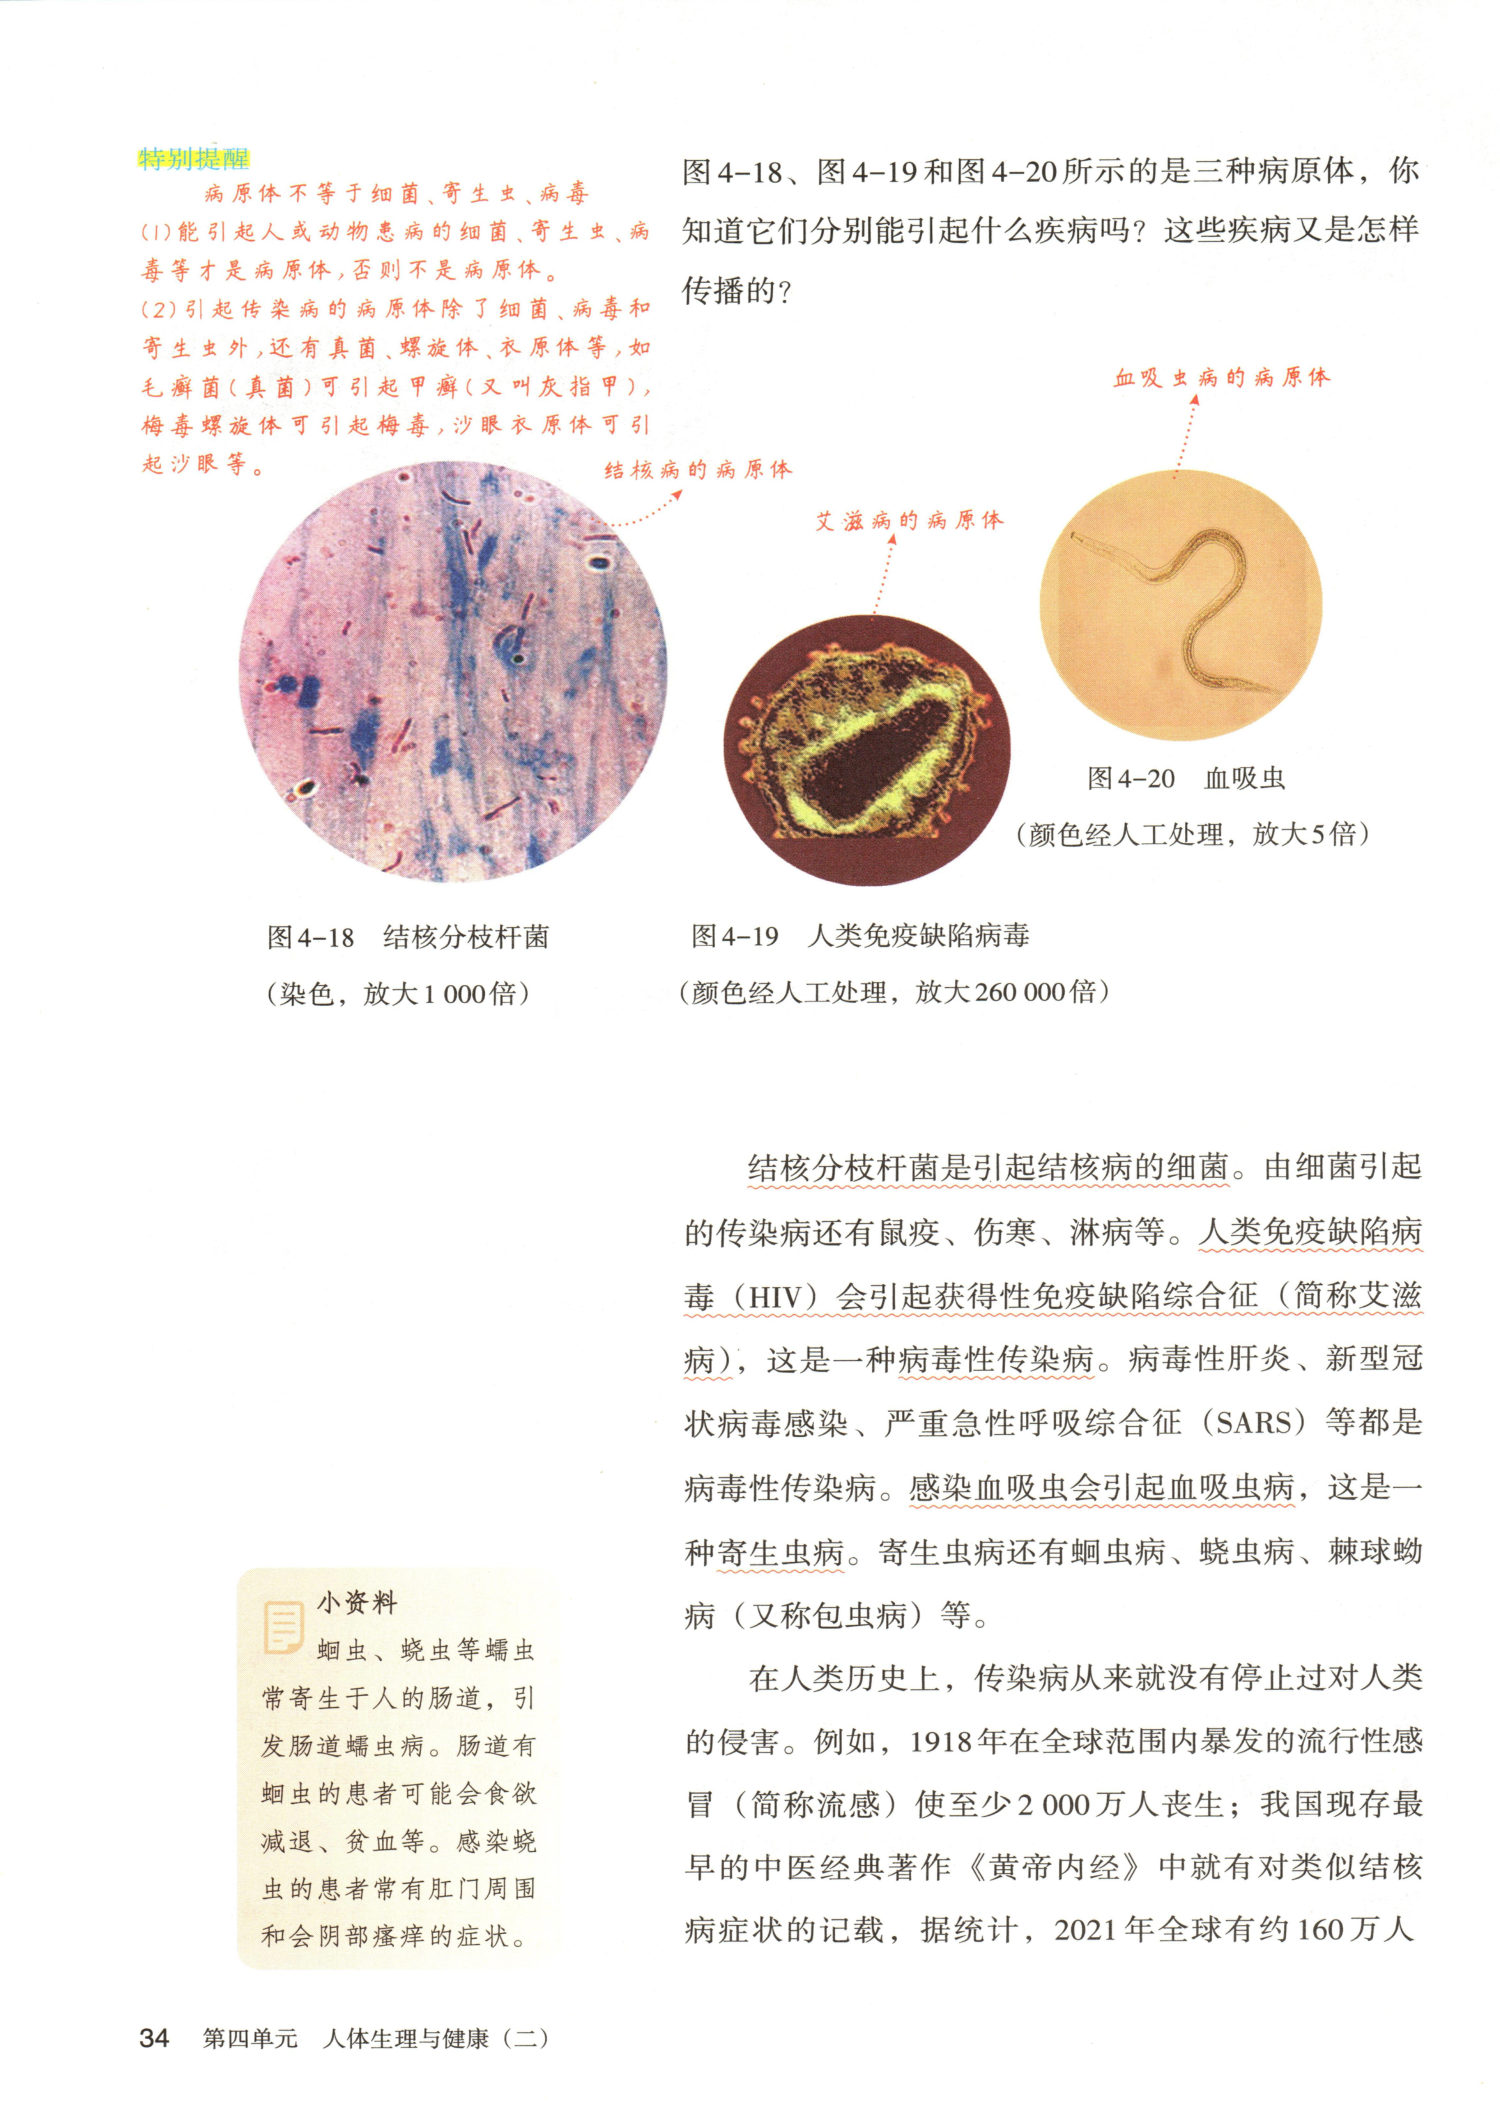 特别提醒
病原体不等于细菌、寄生虫、病毒
(1)能引起人或动物患病的细菌、寄生虫、病
毒等才是病原体,否则不是病原体。
(2)引起传染病的病原体除了细菌、病毒和
寄生虫外,还有真菌、螺旋体、衣原体等,如
毛癣菌(真菌)可引起甲癣(又叫灰指甲),
梅毒螺旋体可引起梅毒,沙眼衣原体可引
起沙眼等。
图4-18、图4-19和图4-20所示的是三种病原体，你
知道它们分别能引起什么疾病吗？这些疾病又是怎样
传播的？
结核病的病原体
艾滋病的病原体
血吸虫病的病原体
图4-18 结核分枝杆菌
（染色，放大1 000倍）
图4-19 人类免疫缺陷病毒
（颜色经人工处理，放大260 000倍）
图4-20 血吸虫
（颜色经人工处理，放大5倍）
结核分枝杆菌是引起结核病的细菌。由细菌引起
的传染病还有鼠疫、伤寒、淋病等。人类免疫缺陷病
毒（HIV）会引起获得性免疫缺陷综合征（简称艾滋
病），这是一种病毒性传染病。病毒性肝炎、新型冠
状病毒感染、严重急性呼吸综合征（SARS）等都是
病毒性传染病。感染血吸虫会引起血吸虫病，这是一
种寄生虫病。寄生虫病还有蛔虫病、蛲虫病、棘球蚴
病（又称包虫病）等。
在人类历史上，传染病从来就没有停止过对人类
的侵害。例如，1918年在全球范围内暴发的流行性感
冒（简称流感）使至少2 000万人丧生；我国现存最
早的中医经典著作《黄帝内经》中就有对类似结核
病症状的记载，据统计，2021年全球有约160万人
小资料
蛔虫、蛲虫等蠕虫
常寄生于人的肠道，引
发肠道蠕虫病。肠道有
蛔虫的患者可能会食欲
减退、贫血等。感染蛲
虫的患者常有肛门周围
和会阴部瘙痒的症状。
34 第四单元 人体生理与健康（二）